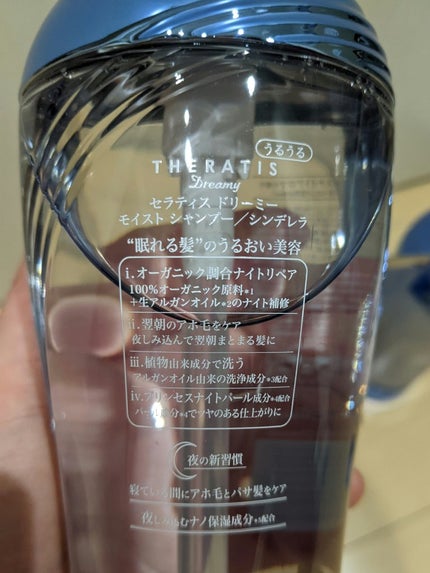 うるうる
THERATIS
Dreamy
セラティス ドリーミー
モイスト シャンプー／シンデレラ
“眠れる髪”のうるおい美容
i.オーガニック調合ナイトリペア
100%オーガニック原料*1
+生アルガンオイル*2のナイト補修
ii.翌朝のアホ毛をケア
夜しみ込んで翌朝まとまる髪に
iii.植物由来成分で洗う
アルガンオイル由来の洗浄成分*3配合
iv.プリンセスナイトパール成分*4配合
パール成分*4でツヤのある仕上がりに
夜の新習慣
寝ている間にアホ毛とパサ髪をケア
夜しみ込むナノ保湿成分*5配合